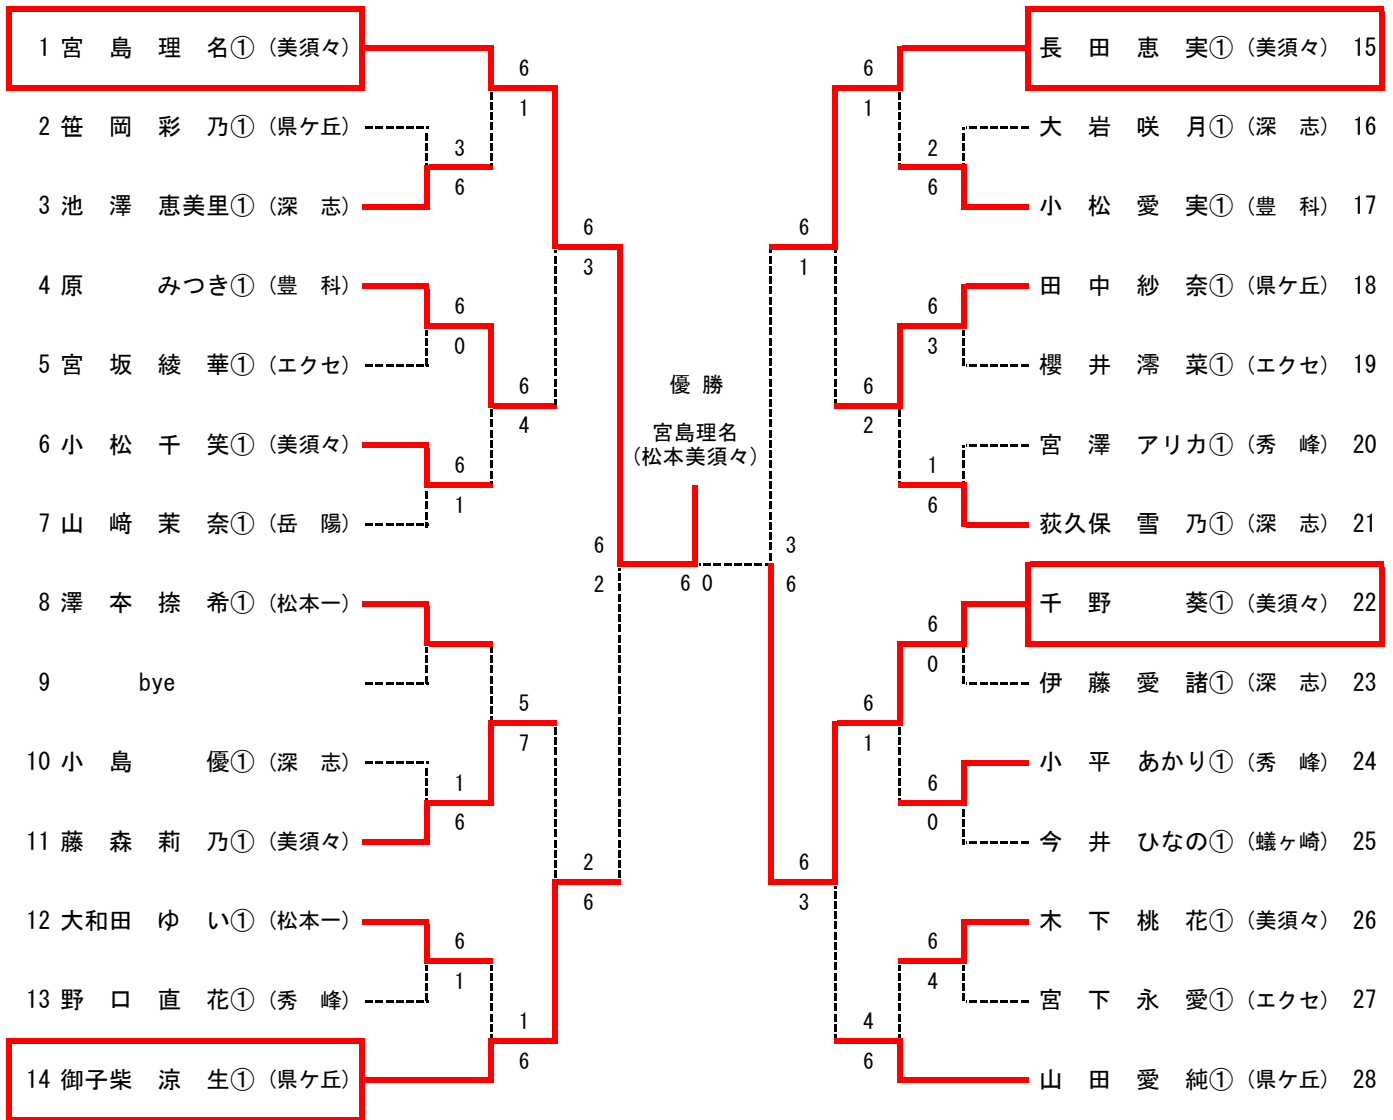 1 宮 島 理 名① (美須々)
6
1
2 笹 岡 彩 乃① (県ケ丘)
3
6
3 池 澤 恵美里① (深 志)
6
3
4 原 みつき① (豊 科)
6
0
5 宮 坂 綾 華① (エクセ)
6
4
6 小 松 千 笑① (美須々)
6
1
7 山 﨑 茉 奈① (岳 陽)
6
2
8 澤 本 捺 希① (松本一)
9 bye
5
7
10 小 島 優① (深 志)
1
6
11 藤 森 莉 乃① (美須々)
2
6
12 大和田 ゆ い① (松本一)
6
1
13 野 口 直 花① (秀 峰)
1
6
14 御子柴 涼 生① (県ケ丘)
優 勝
宮島理名
(松本美須々)
6 0
長 田 恵 実① (美須々) 15
6
1
大 岩 咲 月① (深 志) 16
2
6
小 松 愛 実① (豊 科) 17
6
1
田 中 紗 奈① (県ケ丘) 18
6
3
櫻 井 澪 菜① (エクセ) 19
6
2
宮 澤 アリカ① (秀 峰) 20
1
6
荻久保 雪 乃① (深 志) 21
3
6
千 野 葵① (美須々) 22
6
0
伊 藤 愛 諸① (深 志) 23
6
1
小 平 あかり① (秀 峰) 24
6
0
今 井 ひなの① (蟻ヶ崎) 25
6
3
木 下 桃 花① (美須々) 26
6
4
宮 下 永 愛① (エクセ) 27
4
6
山 田 愛 純① (県ケ丘) 28